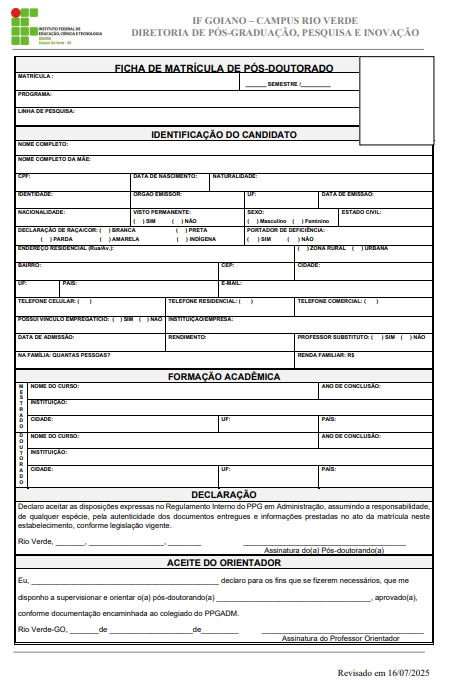 INSTITUTO FEDERAL DE
EDUCAÇÃO, CIÊNCIA E TECNOLOGIA
GOIANO
Campus Rio Verde - GO
IF GOIANO – CAMPUS RIO VERDE
DIRETORIA DE PÓS-GRADUAÇÃO, PESQUISA E INOVAÇÃO
FICHA DE MATRÍCULA DE PÓS-DOUTORADO
MATRÍCULA :
______ SEMESTRE /_________
PROGRAMA:
LINHA DE PESQUISA:
IDENTIFICAÇÃO DO CANDIDATO
NOME COMPLETO:
NOME COMPLETO DA MÃE:
CPF: DATA DE NASCIMENTO: NATURALIDADE:
IDENTIDADE: ÓRGÃO EMISSOR: UF: DATA DE EMISSÃO:
NACIONALIDADE: VISTO PERMANENTE: SEXO: ESTADO CIVIL:
( ) SIM ( ) NÃO ( ) Masculino ( ) Feminino
DECLARAÇÃO DE RAÇA/COR: ( ) BRANCA ( ) PRETA PORTADOR DE DEFICIÊNCIA:
( ) PARDA ( ) AMARELA ( ) INDÍGENA ( ) SIM ( ) NÃO
ENDEREÇO RESIDENCIAL (Rua/Av.): ( ) ZONA RURAL ( ) URBANA
BAIRRO: CEP: CIDADE:
UF: PAÍS: E-MAIL:
TELEFONE CELULAR: ( ) TELEFONE RESIDENCIAL: ( ) TELEFONE COMERCIAL: ( )
POSSUI VÍNCULO EMPREGATÍCIO: ( ) SIM ( ) NÃO INSTITUIÇÃO/EMPRESA:
DATA DE ADMISSÃO: RENDIMENTO: PROFESSOR SUBSTITUTO: ( ) SIM ( ) NÃO
NA FAMÍLIA: QUANTAS PESSOAS? RENDA FAMILIAR: R$
FORMAÇÃO ACADÊMICA
MESTRADO
NOME DO CURSO: ANO DE CONCLUSÃO:
INSTITUIÇÃO:
CIDADE: UF: PAÍS:
DOUTORADO
NOME DO CURSO: ANO DE CONCLUSÃO:
INSTITUIÇÃO:
CIDADE: UF: PAÍS:
DECLARAÇÃO
Declaro aceitar as disposições expressas no Regulamento Interno do PPG em Administração, assumindo a responsabilidade,
de qualquer espécie, pela autenticidade dos documentos entregues e informações prestadas no ato da matrícula neste
estabelecimento, conforme legislação vigente.
Rio Verde, _______, ____________________, ________
Assinatura do(a) Pós-doutorando(a)
ACEITE DO ORIENTADOR
Eu, ______________________________________________ declaro para os fins que se fizerem necessários, que me
disponho a supervisionar e orientar o(a) pós-doutorando(a) ______________________________________, aprovado(a),
conforme documentação encaminhada ao colegiado do PPGADM.
Rio Verde-GO, _______de ______________________de_________
Assinatura do Professor Orientador
Revisado em 16/07/2025